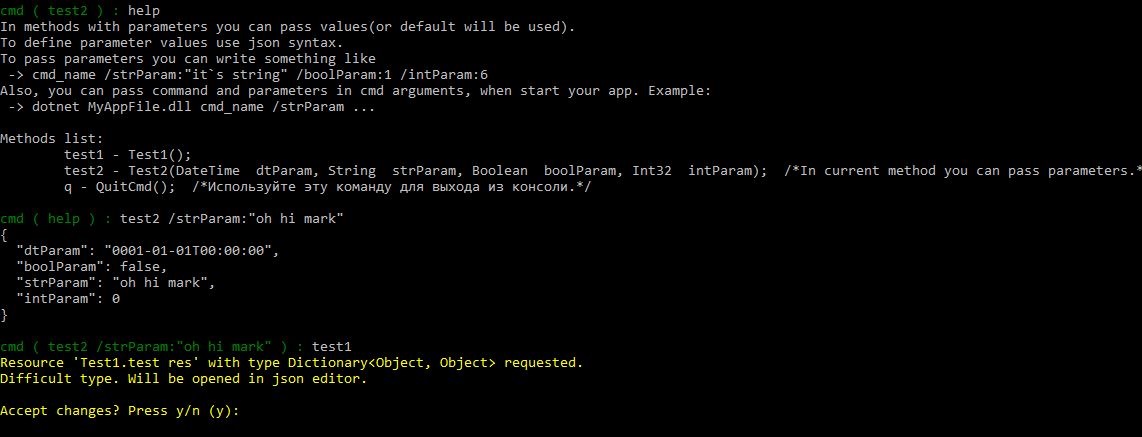 cmd ( test2 ) : help
In methods with parameters you can pass values(or default will be used).
To define parameter values use json syntax.
To pass parameters you can write something like
 -> cmd_name /strParam:"it`s string" /boolParam:1 /intParam:6
Also, you can pass command and parameters in cmd arguments, when start your app. Example:
 -> dotnet MyAppFile.dll cmd_name /strParam ...
Methods list:
        test1 - Test1();
        test2 - Test2(DateTime  dtParam, String  strParam, Boolean  boolParam, Int32  intParam);  /*In current method you can pass parameters.*
        q - QuitCmd();  /*Используйте эту команду для выхода из консоли.*/
cmd ( help ) : test2 /strParam:"oh hi mark"
{
  "dtParam": "0001-01-01T00:00:00",
  "boolParam": false,
  "strParam": "oh hi mark",
  "intParam": 0
}
cmd ( test2 /strParam:"oh hi mark" ) : test1
Resource 'Test1.test res' with type Dictionary<Object, Object> requested.
Difficult type. Will be opened in json editor.
Accept changes? Press y/n (y):